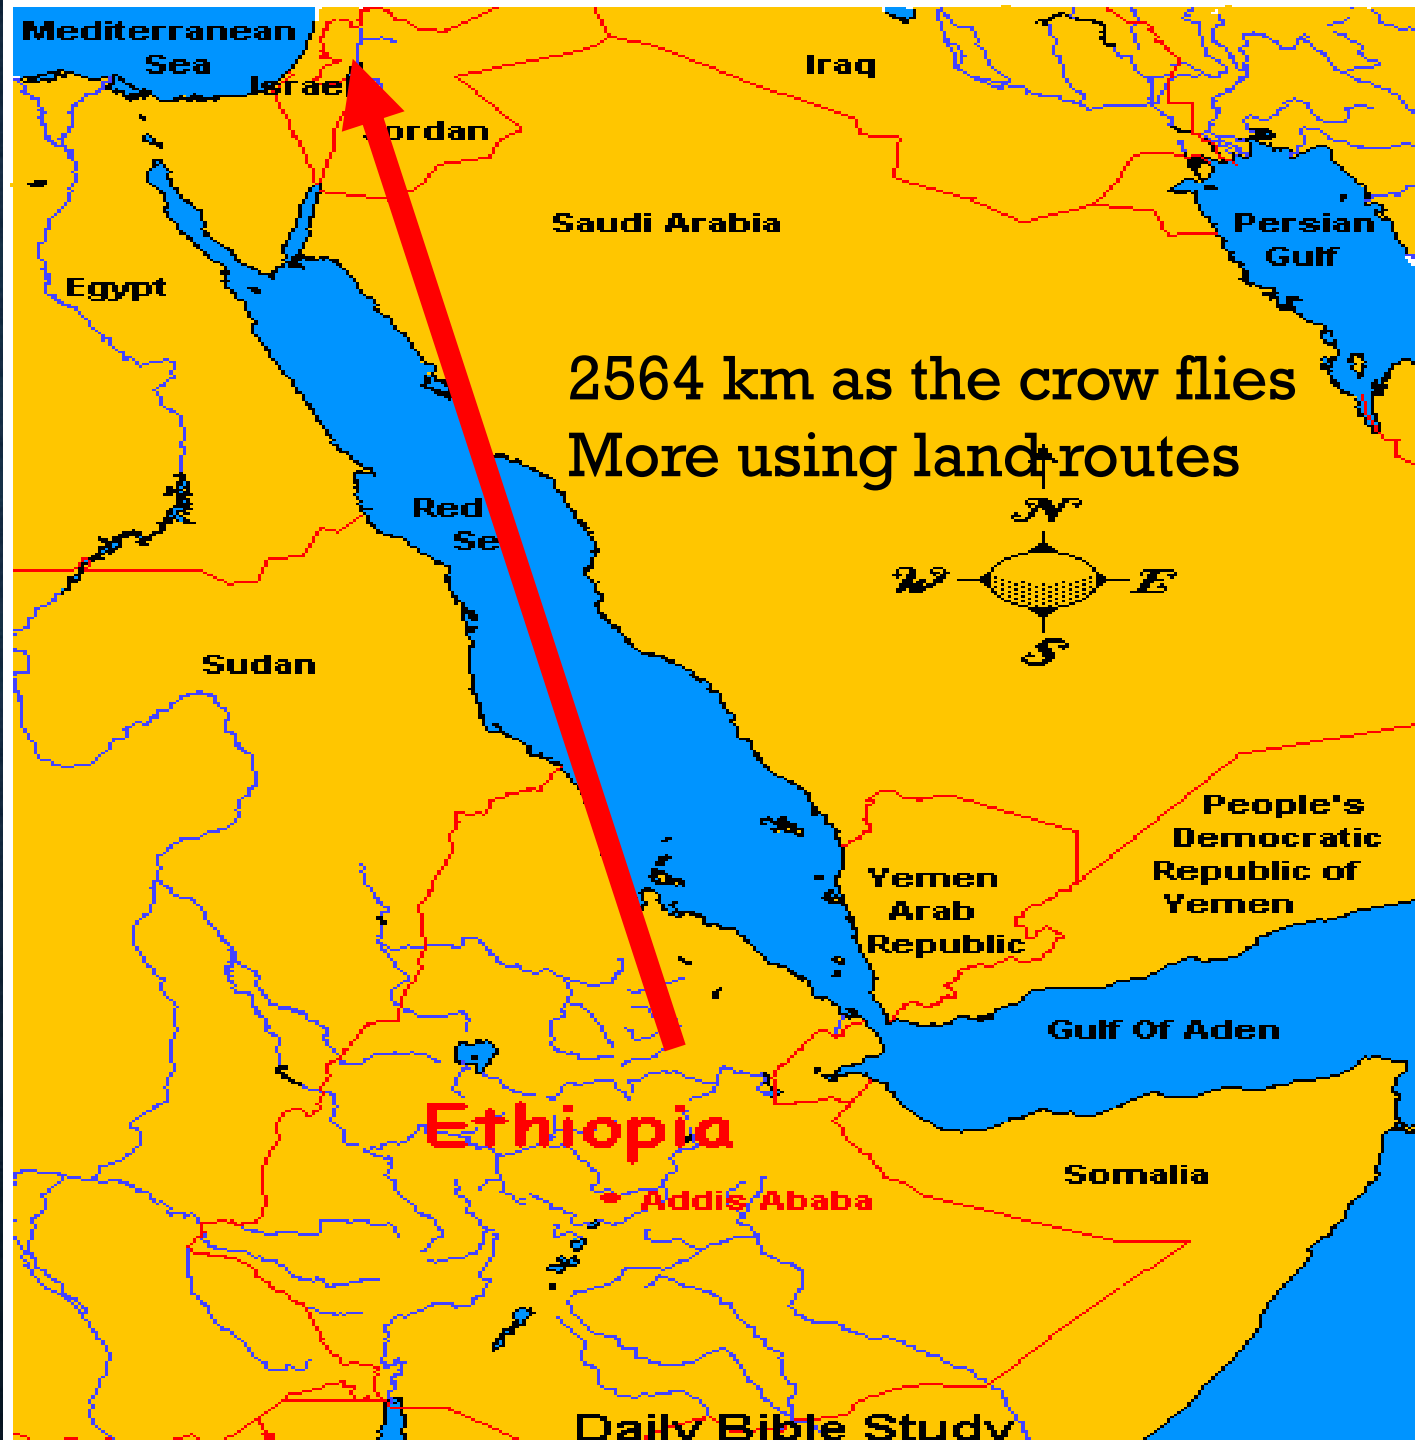 Mediterranean
Sea
Israel
Iraq
Jordan
Saudi Arabia
Persian
Gulf
Egypt
2564 km as the crow flies
More using land routes
Red
Sea
N
W E
S
Sudan
People's
Democratic
Republic of
Yemen
Yemen
Arab
Republic
Gulf Of Aden
Ethiopia
Somalia
Addis Ababa
Daily Bible Study